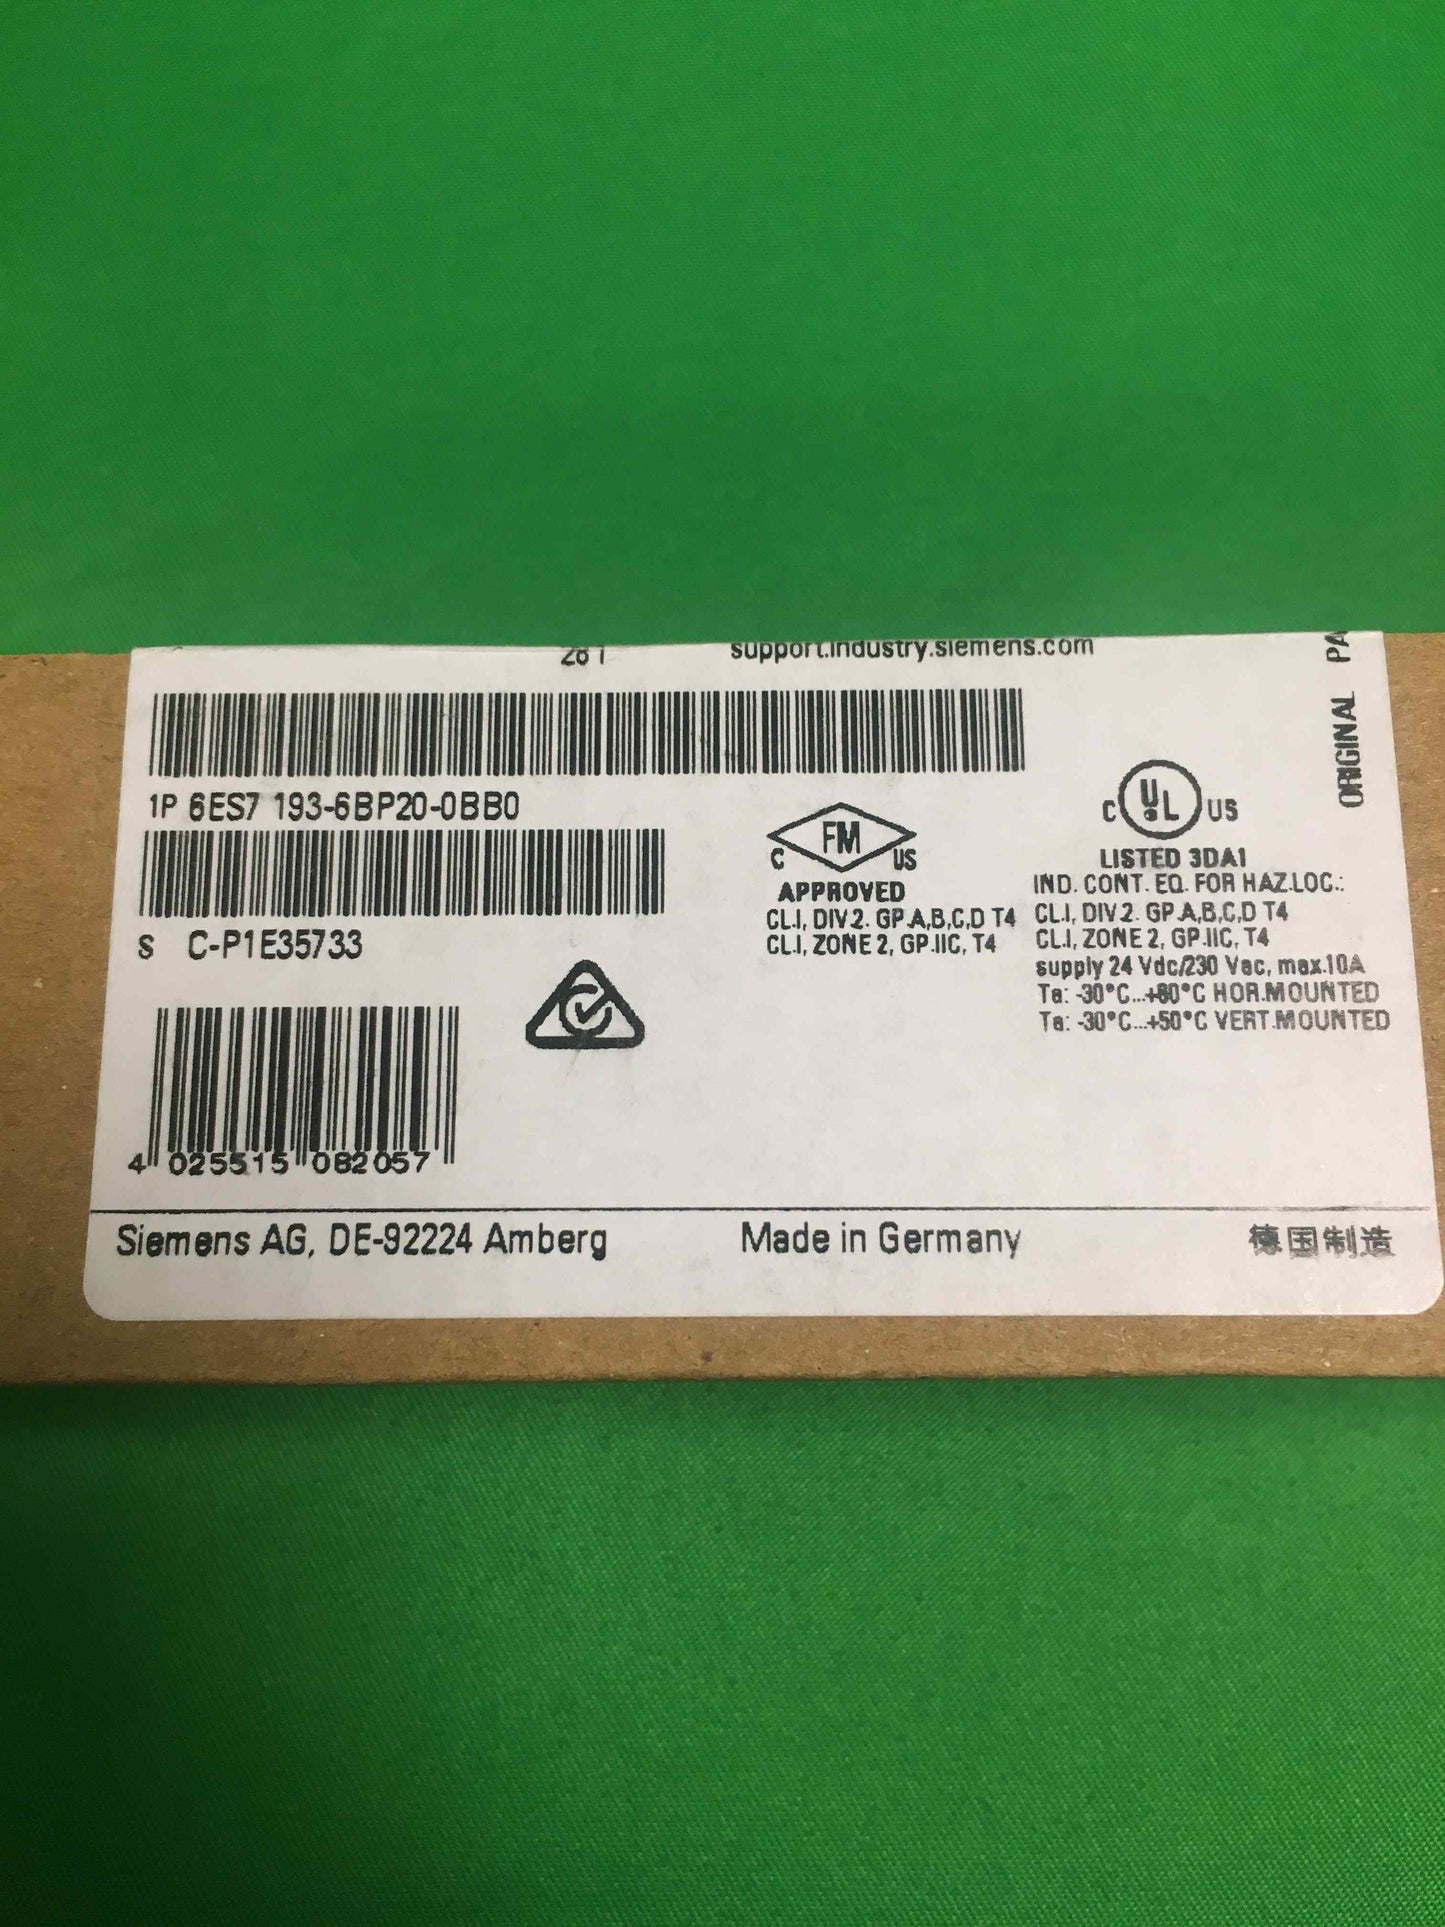 support.industry.siemens.com
ORIGINAL PA
1P 6ES7 193-6BP20-0BB0
S C-P1E35733
4 025515 082057
C FM US
APPROVED
CL.I, DIV.2. GP.A,B,C,D T4
CL.I, ZONE 2, GP.IIC, T4
C UL US
LISTED 3DA1
IND. CONT. EQ. FOR HAZ.LOC.:
CL.I, DIV.2. GP.A,B,C,D T4
CL.I, ZONE 2, GP.IIC, T4
supply 24 Vdc/230 Vac, max.10A
Ta: -30°C...+60°C HOR.MOUNTED
Ta: -30°C...+50°C VERT.MOUNTED
Siemens AG, DE-92224 Amberg
Made in Germany
德国制造